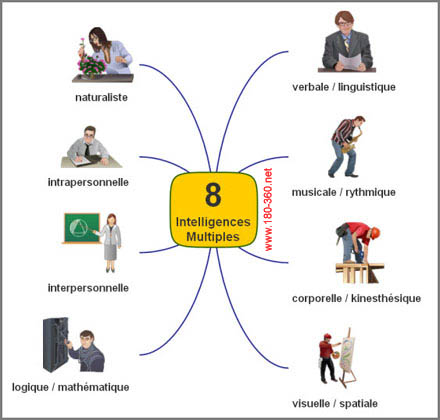 naturaliste
verbale / linguistique
intrapersonnelle
musicale / rythmique
8
Intelligences
Multiples
www.180-360.net
interpersonnelle
corporelle / kinesthésique
logique / mathématique
visuelle / spatiale